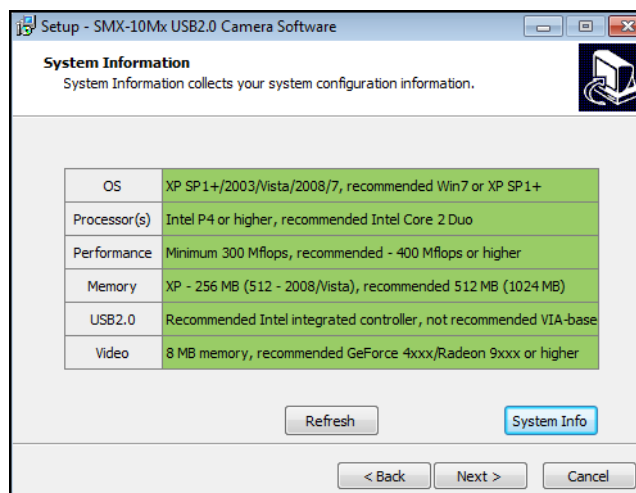 Setup - SMX-10Mx USB2.0 Camera Software
System Information
System Information collects your system configuration information.
OS XP SP1+/2003/Vista/2008/7, recommended Win7 or XP SP1+
Processor(s) Intel P4 or higher, recommended Intel Core 2 Duo
Performance Minimum 300 Mflops, recommended - 400 Mflops or higher
Memory XP - 256 MB (512 - 2008/Vista), recommended 512 MB (1024 MB)
USB2.0 Recommended Intel integrated controller, not recommended VIA-base
Video 8 MB memory, recommended GeForce 4xxx/Radeon 9xxx or higher
Refresh System Info
< Back Next > Cancel